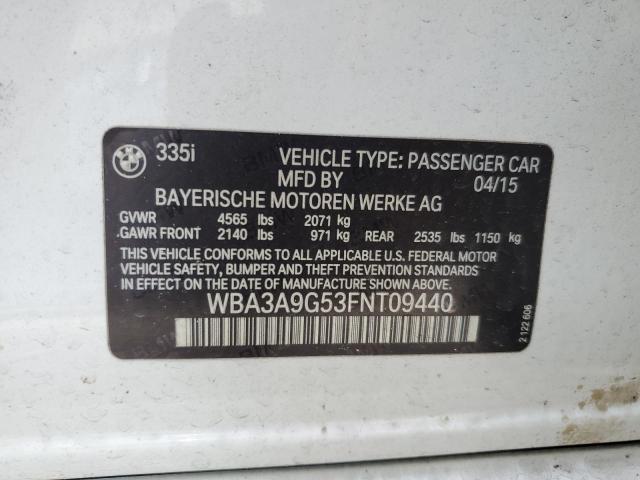 BMW 335i VEHICLE TYPE: PASSENGER CAR
MFD BY 04/15
BAYERISCHE MOTOREN WERKE AG
GVWR 4565 lbs 2071 kg
GAWR FRONT 2140 lbs 971 kg REAR 2535 lbs 1150 kg
THIS VEHICLE CONFORMS TO ALL APPLICABLE U.S. FEDERAL MOTOR
VEHICLE SAFETY, BUMPER AND THEFT PREVENTION STANDARDS
IN EFFECT ON THE DATE OF MANUFACTURE SHOWN ABOVE.
WBA3A9G53FNT09440
2 122 606